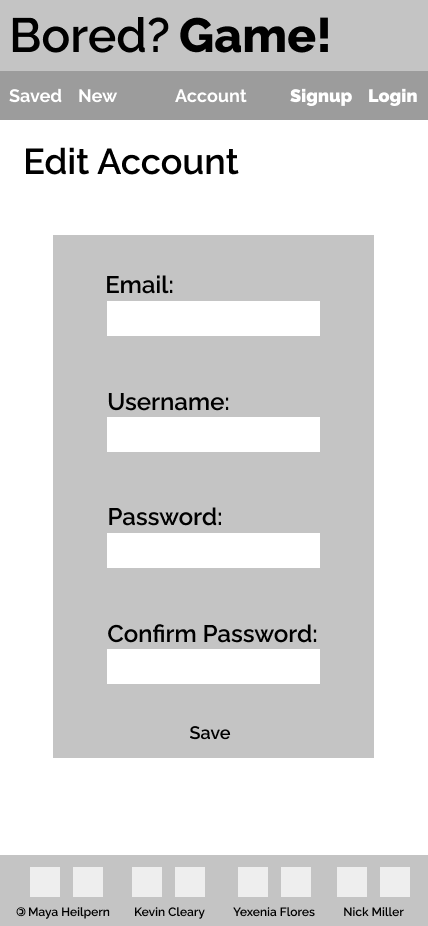 Bored? Game!
Saved New Account Signup Login
Edit Account
Email:
Username:
Password:
Confirm Password:
Save
③ Maya Heilpern Kevin Cleary Yexenia Flores Nick Miller